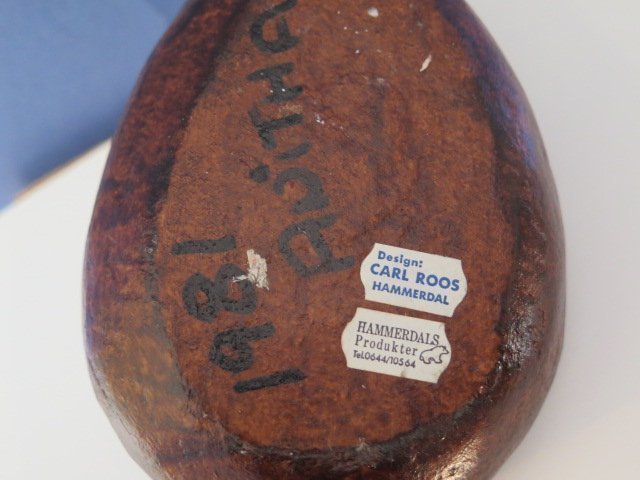 1981
Design:
CARL ROOS
HAMMERDAL
HAMMERDALS
Produkter
Tel.0644/10564